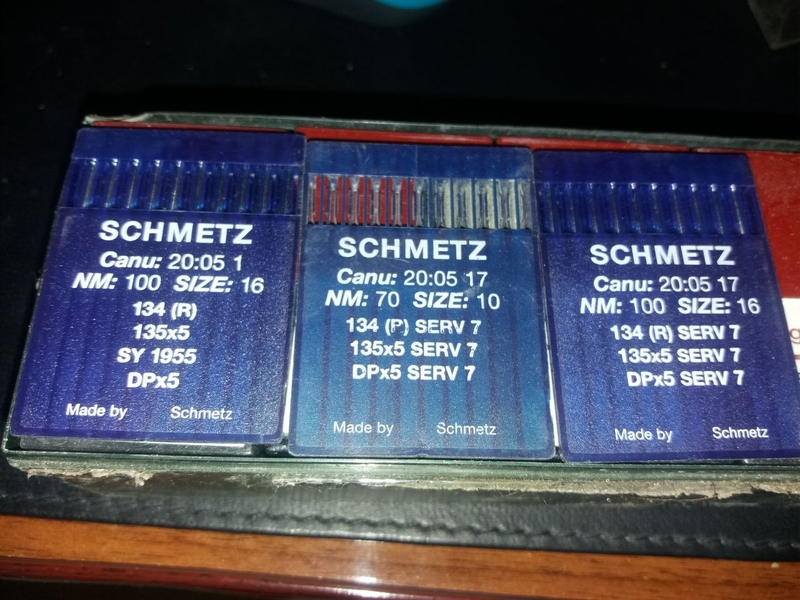 SCHMETZ
Canu: 20:05 1
NM: 100 SIZE: 16
134 (R)
135x5
SY 1955
DPx5
Made by Schmetz
SCHMETZ
Canu: 20:05 17
NM: 70 SIZE: 10
134 (R) SERV 7
135x5 SERV 7
DPx5 SERV 7
Made by Schmetz
SCHMETZ
Canu: 20:05 17
NM: 100 SIZE: 16
134 (R) SERV 7
135x5 SERV 7
DPx5 SERV 7
Made by Schmetz